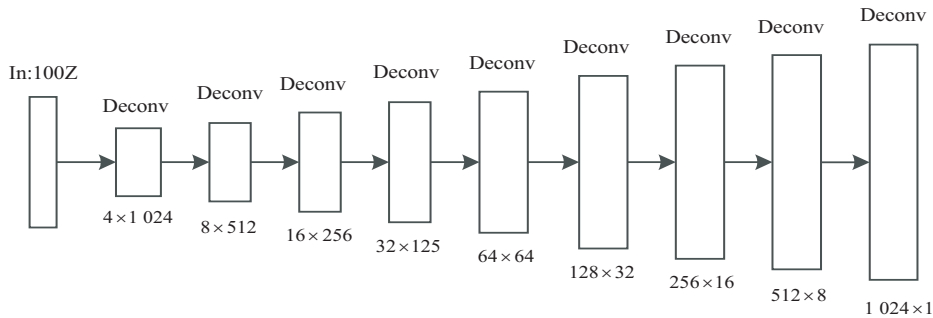 In:100Z
Deconv
Deconv
Deconv
Deconv
Deconv
Deconv
Deconv
Deconv
Deconv
4×1 024
8×512
16×256
32×125
64×64
128×32
256×16
512×8
1 024×1